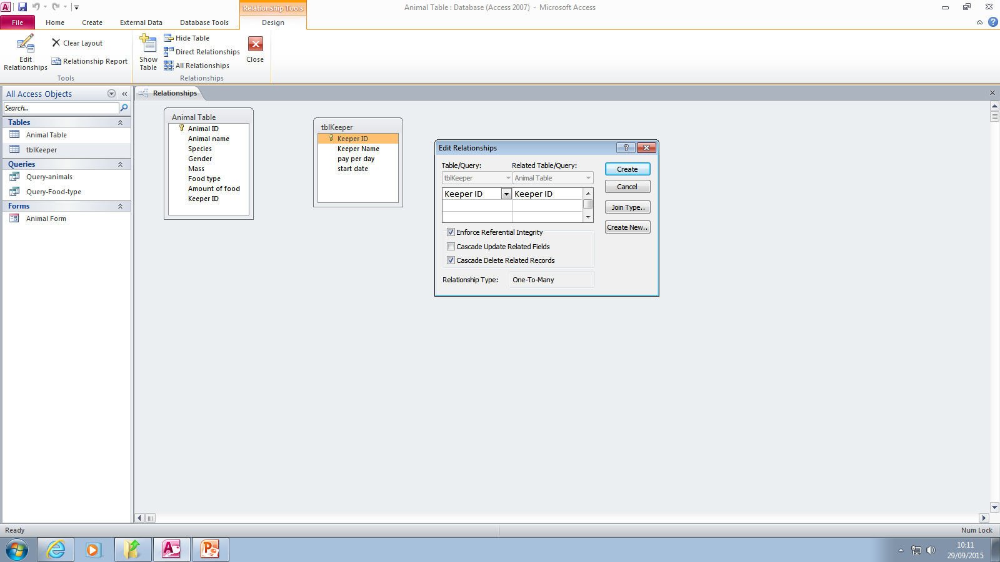 Relationship Tools
Animal Table : Database (Access 2007) - Microsoft Access
File
Home
Create
External Data
Database Tools
Design
Edit
Relationships
Clear Layout
Relationship Report
Tools
Show
Table
Hide Table
Direct Relationships
All Relationships
Close
Relationships
All Access Objects
Search...
Tables
Animal Table
tblKeeper
Queries
Query-animals
Query-Food-type
Forms
Animal Form
Relationships
Animal Table
Animal ID
Animal name
Species
Gender
Mass
Food type
Amount of food
Keeper ID
tblKeeper
Keeper ID
Keeper Name
pay per day
start date
Edit Relationships
Table/Query:
Related Table/Query:
tblKeeper
Animal Table
Keeper ID
Keeper ID
Enforce Referential Integrity
Cascade Update Related Fields
Cascade Delete Related Records
Relationship Type:
One-To-Many
Create
Cancel
Join Type..
Create New..
Ready
Num Lock
10:11
29/09/2015